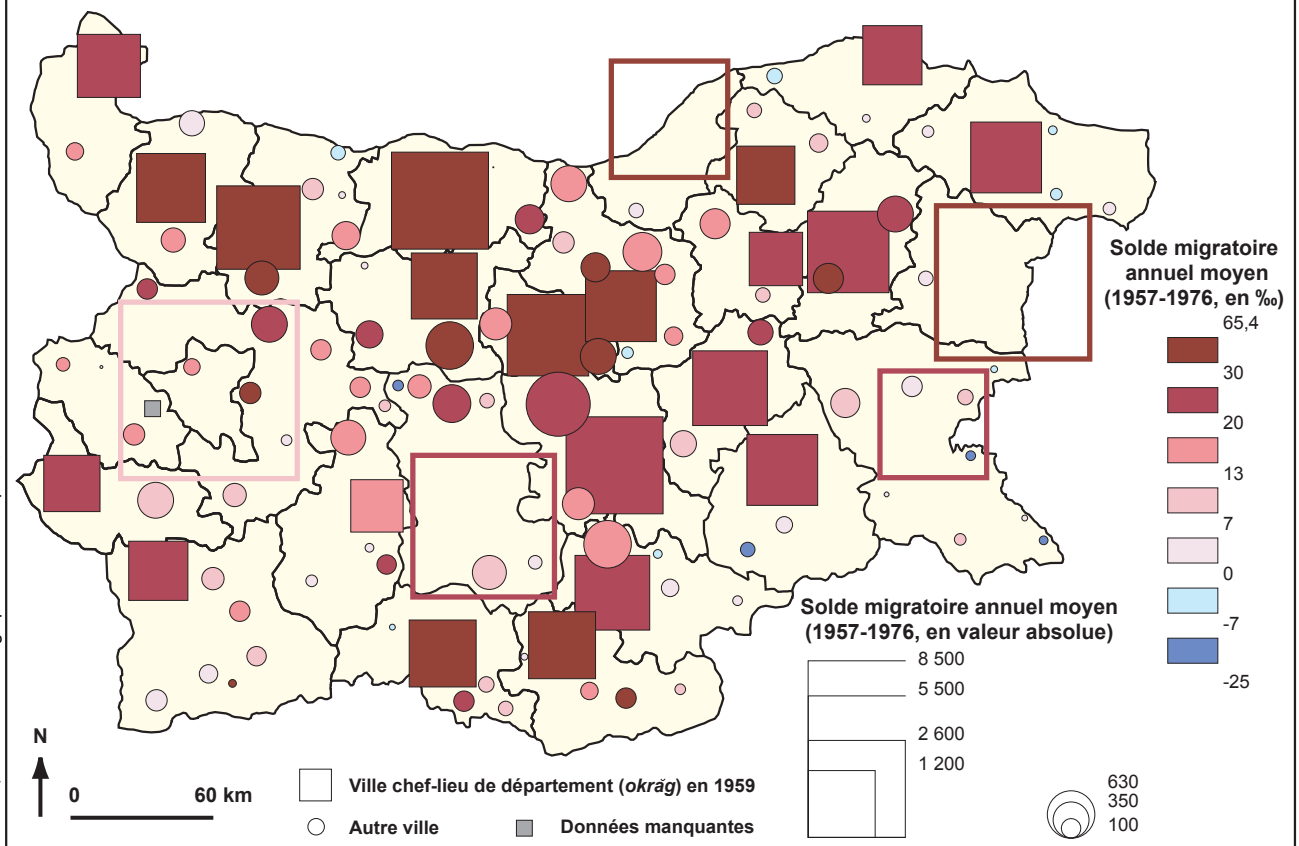 Solde migratoire
annuel moyen
(1957-1976, en ‰)
65,4
30
20
13
7
0
-7
-25
Solde migratoire annuel moyen
(1957-1976, en valeur absolue)
8 500
5 500
2 600
1 200
630
350
100
N
0 60 km
Ville chef-lieu de département (okrăg) en 1959
Autre ville
Données manquantes